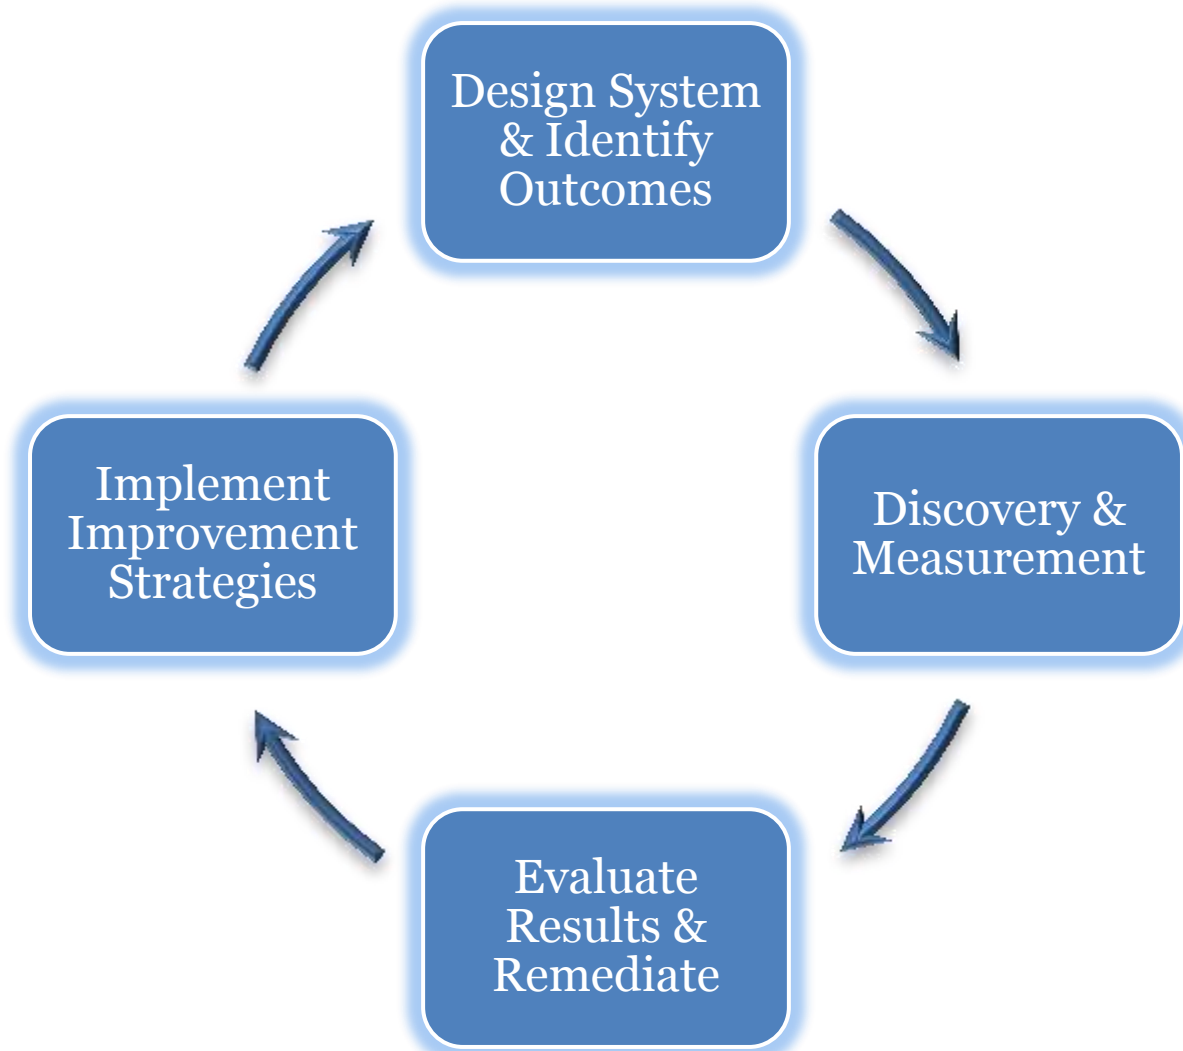 Design System
& Identify
Outcomes
Discovery &
Measurement
Evaluate
Results &
Remediate
Implement
Improvement
Strategies